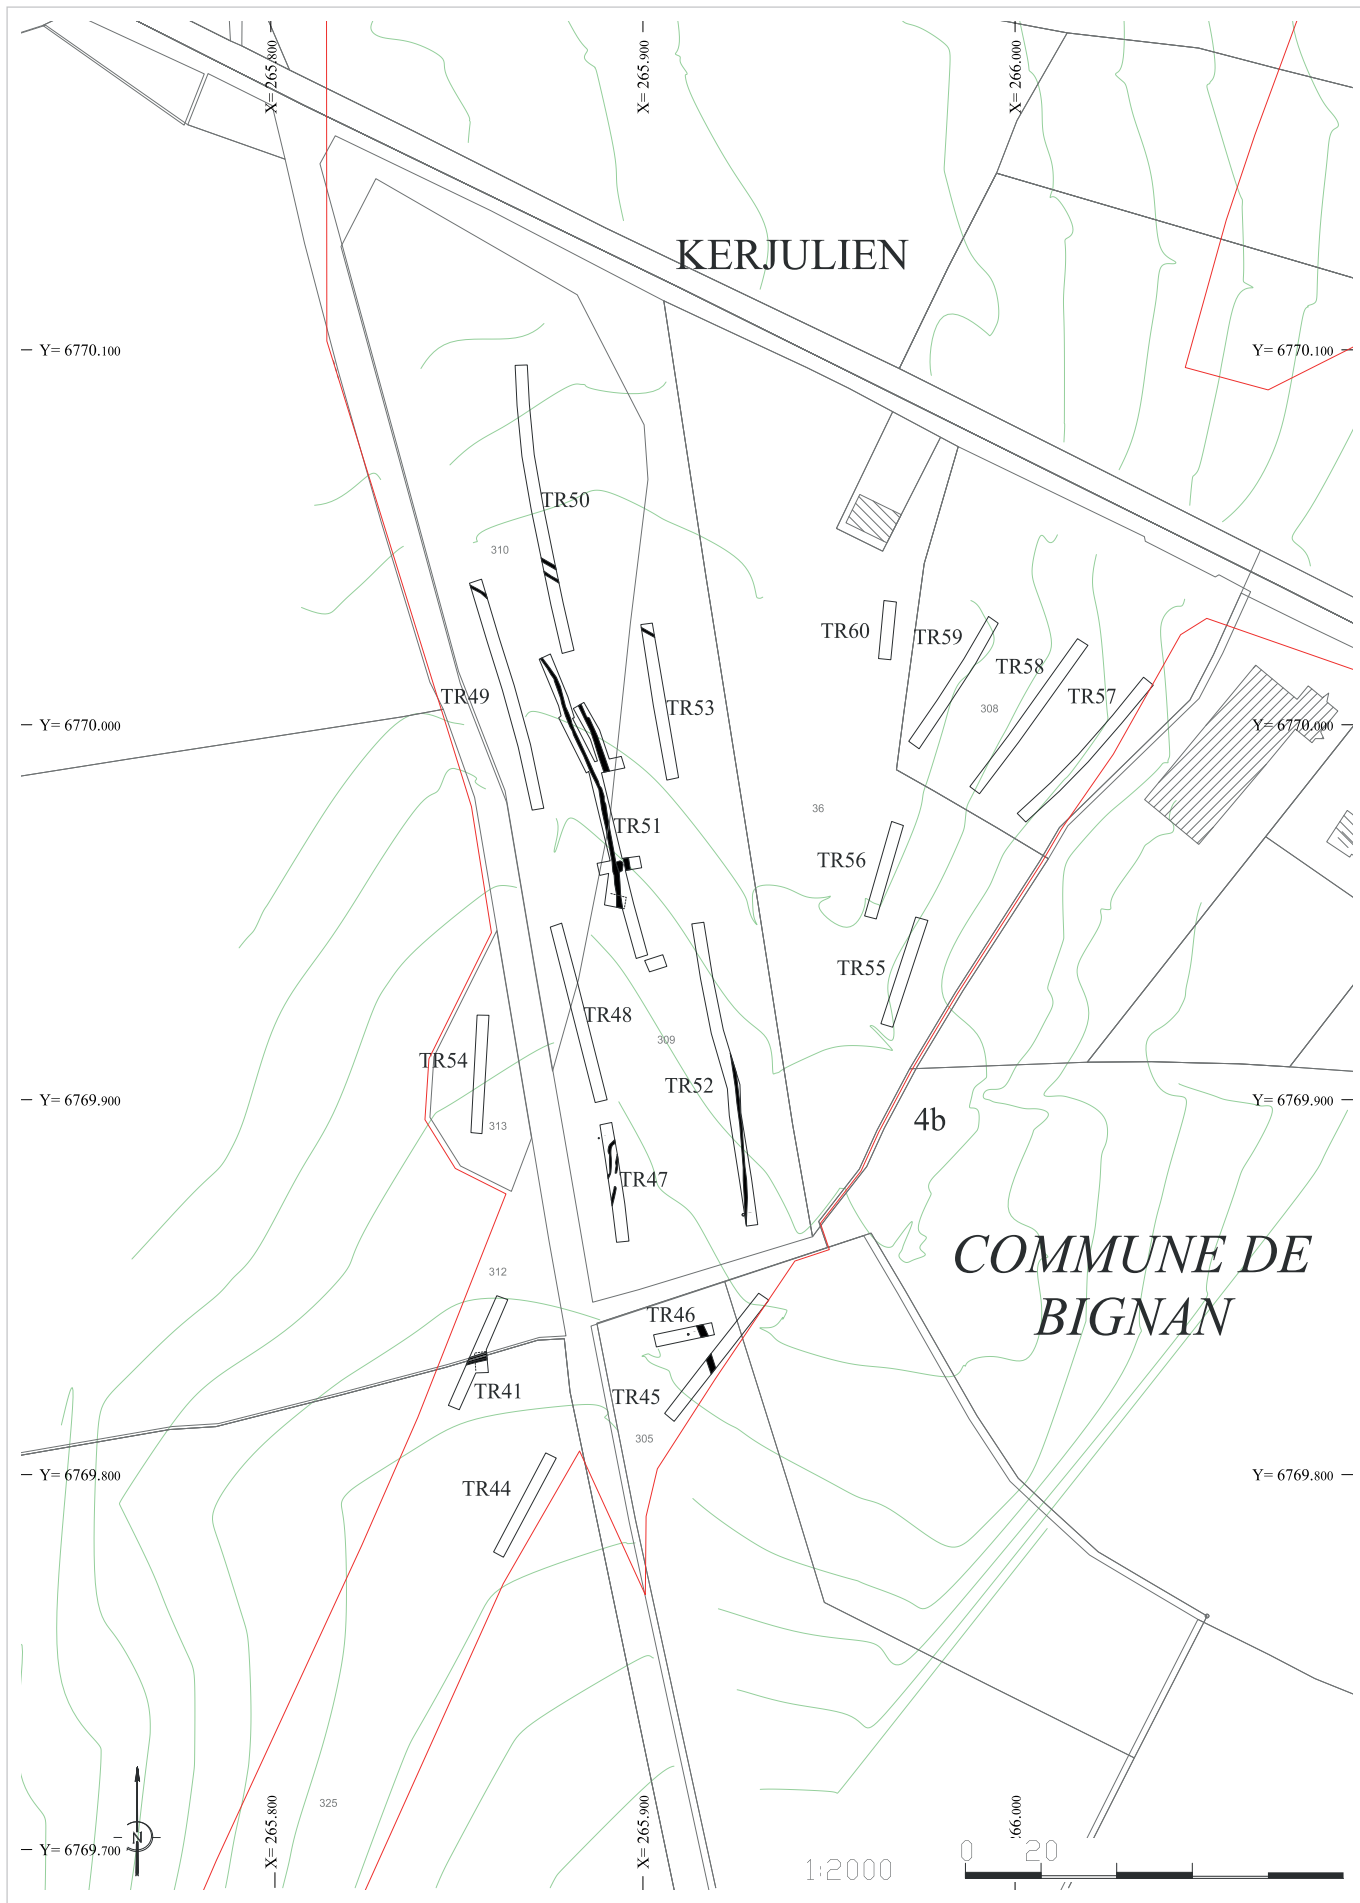 X= 265.800
X= 265.900
X= 266.000
KERJULIEN
Y= 6770.100
Y= 6770.100
TR50
310
TR60
TR59
TR58
TR57
TR49
TR53
308
Y= 6770.000
Y= 6770.000
36
TR51
TR56
TR55
TR48
309
TR54
TR52
Y= 6769.900
Y= 6769.900
313
4b
TR47
COMMUNE DE
BIGNAN
312
TR46
TR41
TR45
305
Y= 6769.800
Y= 6769.800
TR44
325
X= 265.800
X= 265.900
266.000
N
Y= 6769.700
0 20
1:2000